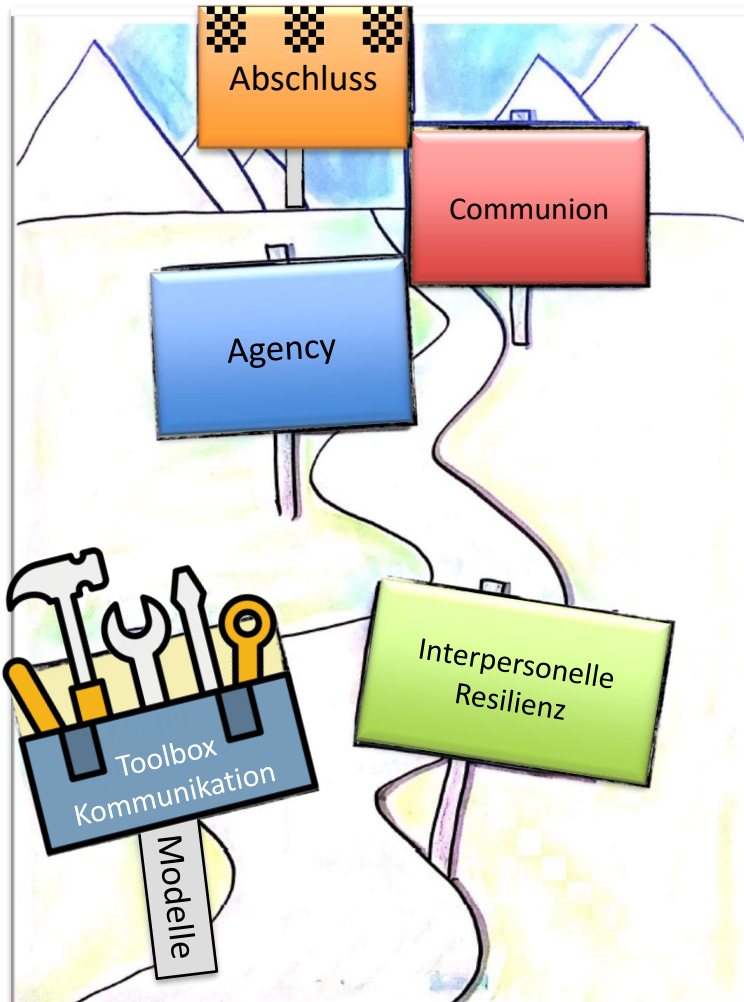 Abschluss
Communion
Agency
Interpersonelle
Resilienz
Toolbox
Kommunikation
Modelle